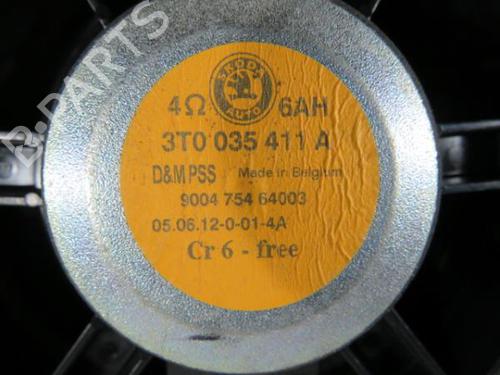 SKODA
AUTO
4Ω 6AH
3T0 035 411 A
D&M PSS Made in Belgium
9004 754 64003
05.06.12-0-01-4A
Cr 6 - free